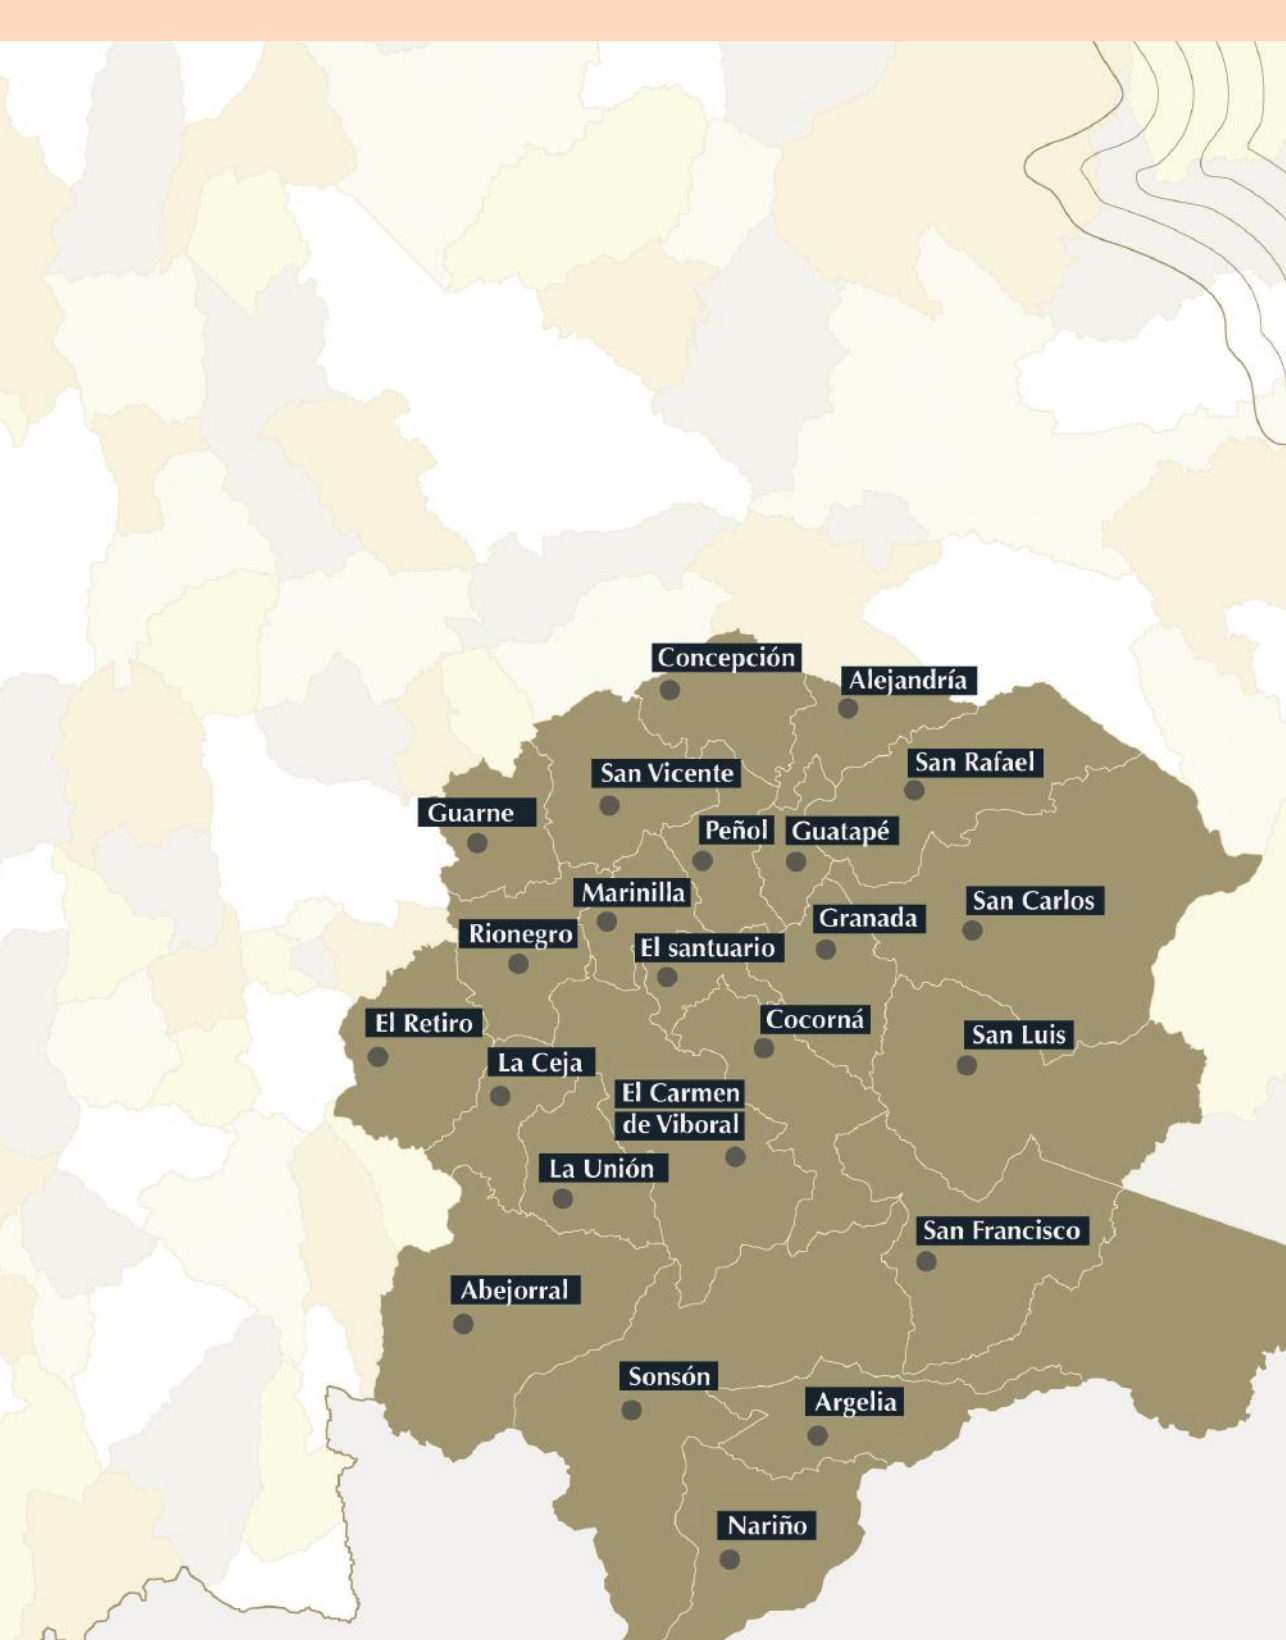 Concepción
Alejandría
San Rafael
San Vicente
Guarne
Peñol
Guatapé
Marinilla
San Carlos
Granada
Rionegro
El santuario
El Retiro
Cocorná
San Luis
La Ceja
El Carmen
de Viboral
La Unión
San Francisco
Abejorral
Sonsón
Argelia
Nariño